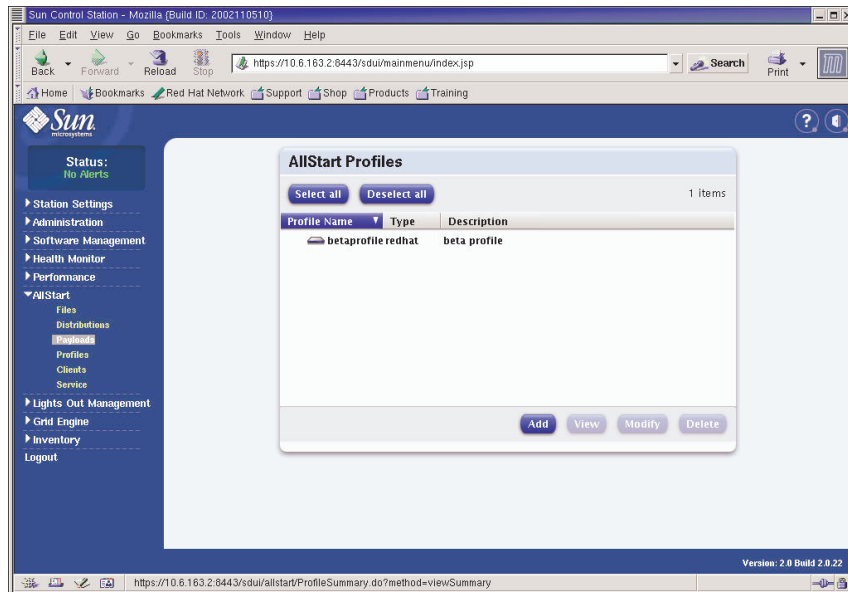 Sun Control Station - Mozilla {Build ID: 2002110510}
File Edit View Go Bookmarks Tools Window Help
Back Forward Reload Stop https://10.6.163.2:8443/sdui/mainmenu/index.jsp Search Print
Home Bookmarks Red Hat Network Support Shop Products Training
Sun
microsystems
?
Status:
No Alerts
Station Settings
Administration
Software Management
Health Monitor
Performance
AllStart
Files
Distributions
Payloads
Profiles
Clients
Service
Lights Out Management
Grid Engine
Inventory
Logout
AllStart Profiles
Select all Deselect all 1 items
Profile Name Type Description
betaprofile redhat beta profile
Add View Modify Delete
Version: 2.0 Build 2.0.22
https://10.6.163.2:8443/sdui/allstart/ProfileSummary.do?method=viewSummary